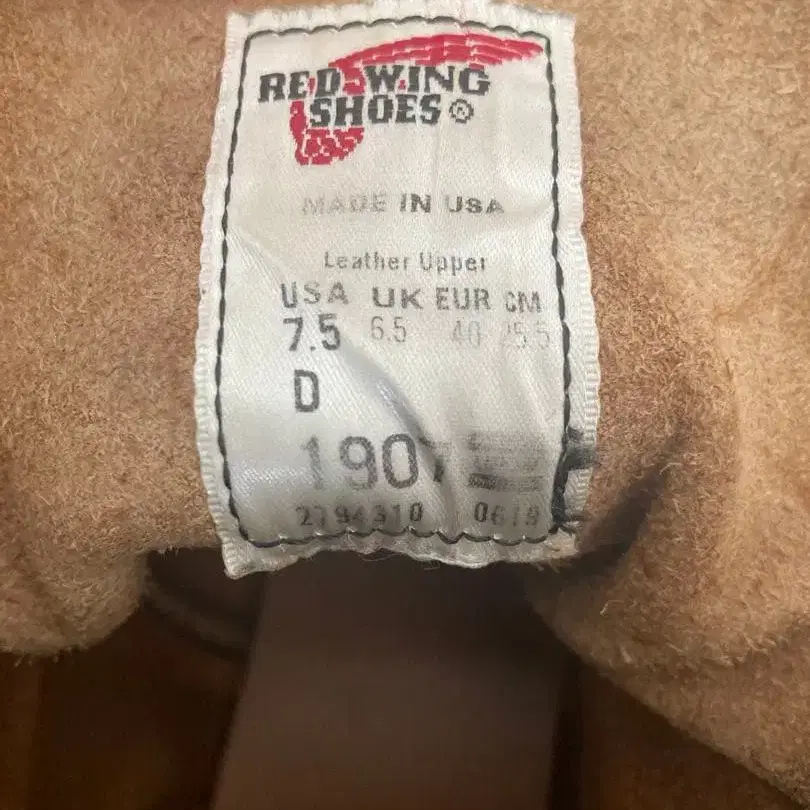 RED WING
SHOES®
MADE IN USA
Leather Upper
USA UK EUR CM
7.5 6.5 40 25.5
D
1907
2794310 0619